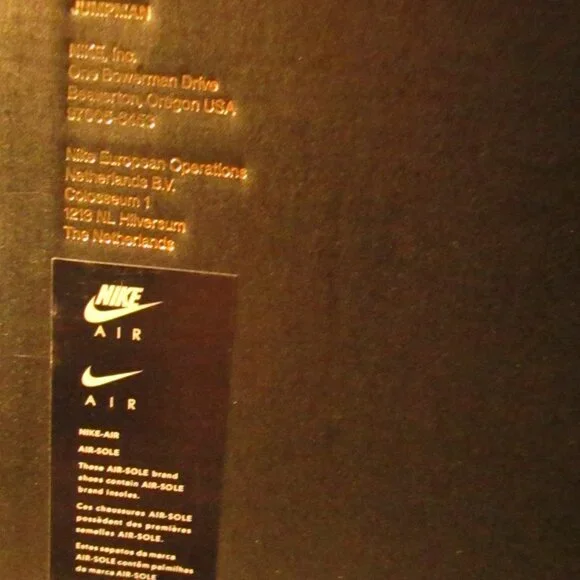 JUMPMAN
NIKE, Inc.
One Bowerman Drive
Beaverton, Oregon USA
97005-6453
Nike European Operations
Netherlands B.V.
Colosseum 1
1213 NL Hilversum
The Netherlands
NIKE
AIR
AIR
NIKE-AIR
AIR-SOLE
These AIR-SOLE brand
shoes contain AIR-SOLE
brand insoles.
Ces chaussures AIR-SOLE
possèdent des premières
semelles AIR-SOLE.
Estes sapatos da marca
AIR-SOLE contêm palmilhas
da marca AIR-SOLE